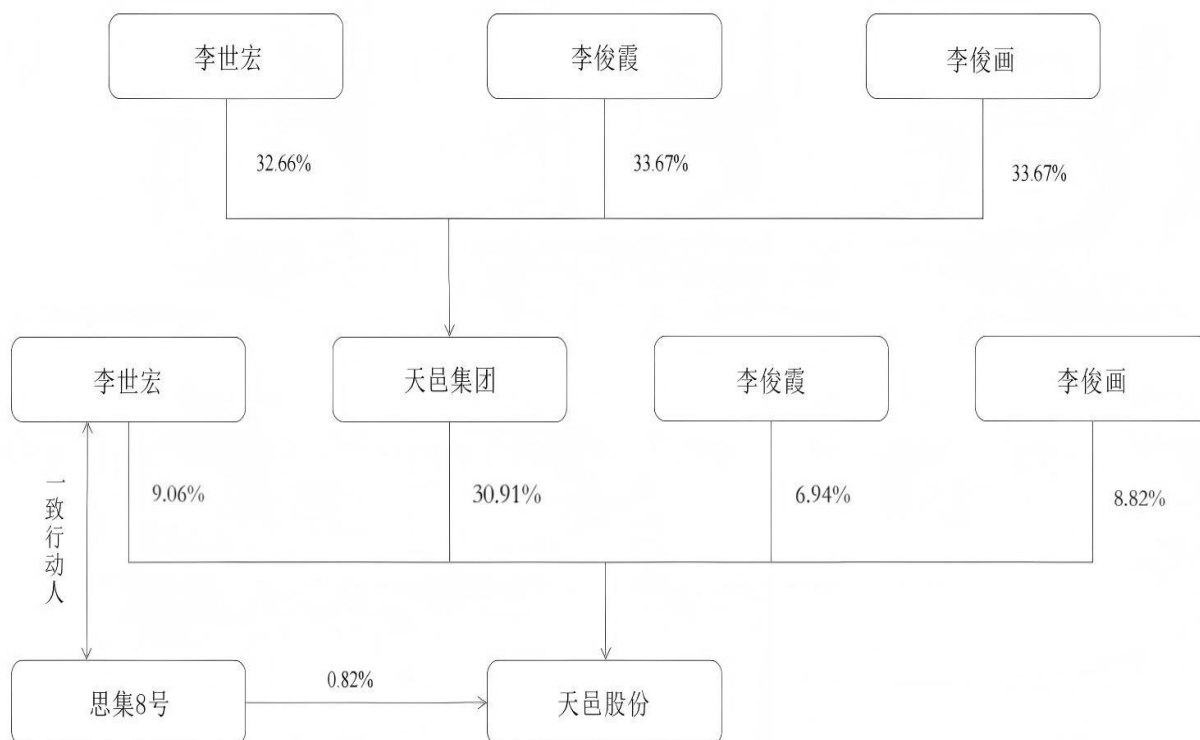 李世宏
李俊霞
李俊画
32.66%
33.67%
33.67%
李世宏
天邑集团
李俊霞
李俊画
9.06%
30.91%
6.94%
8.82%
一致行动人
思集8号
0.82%
天邑股份